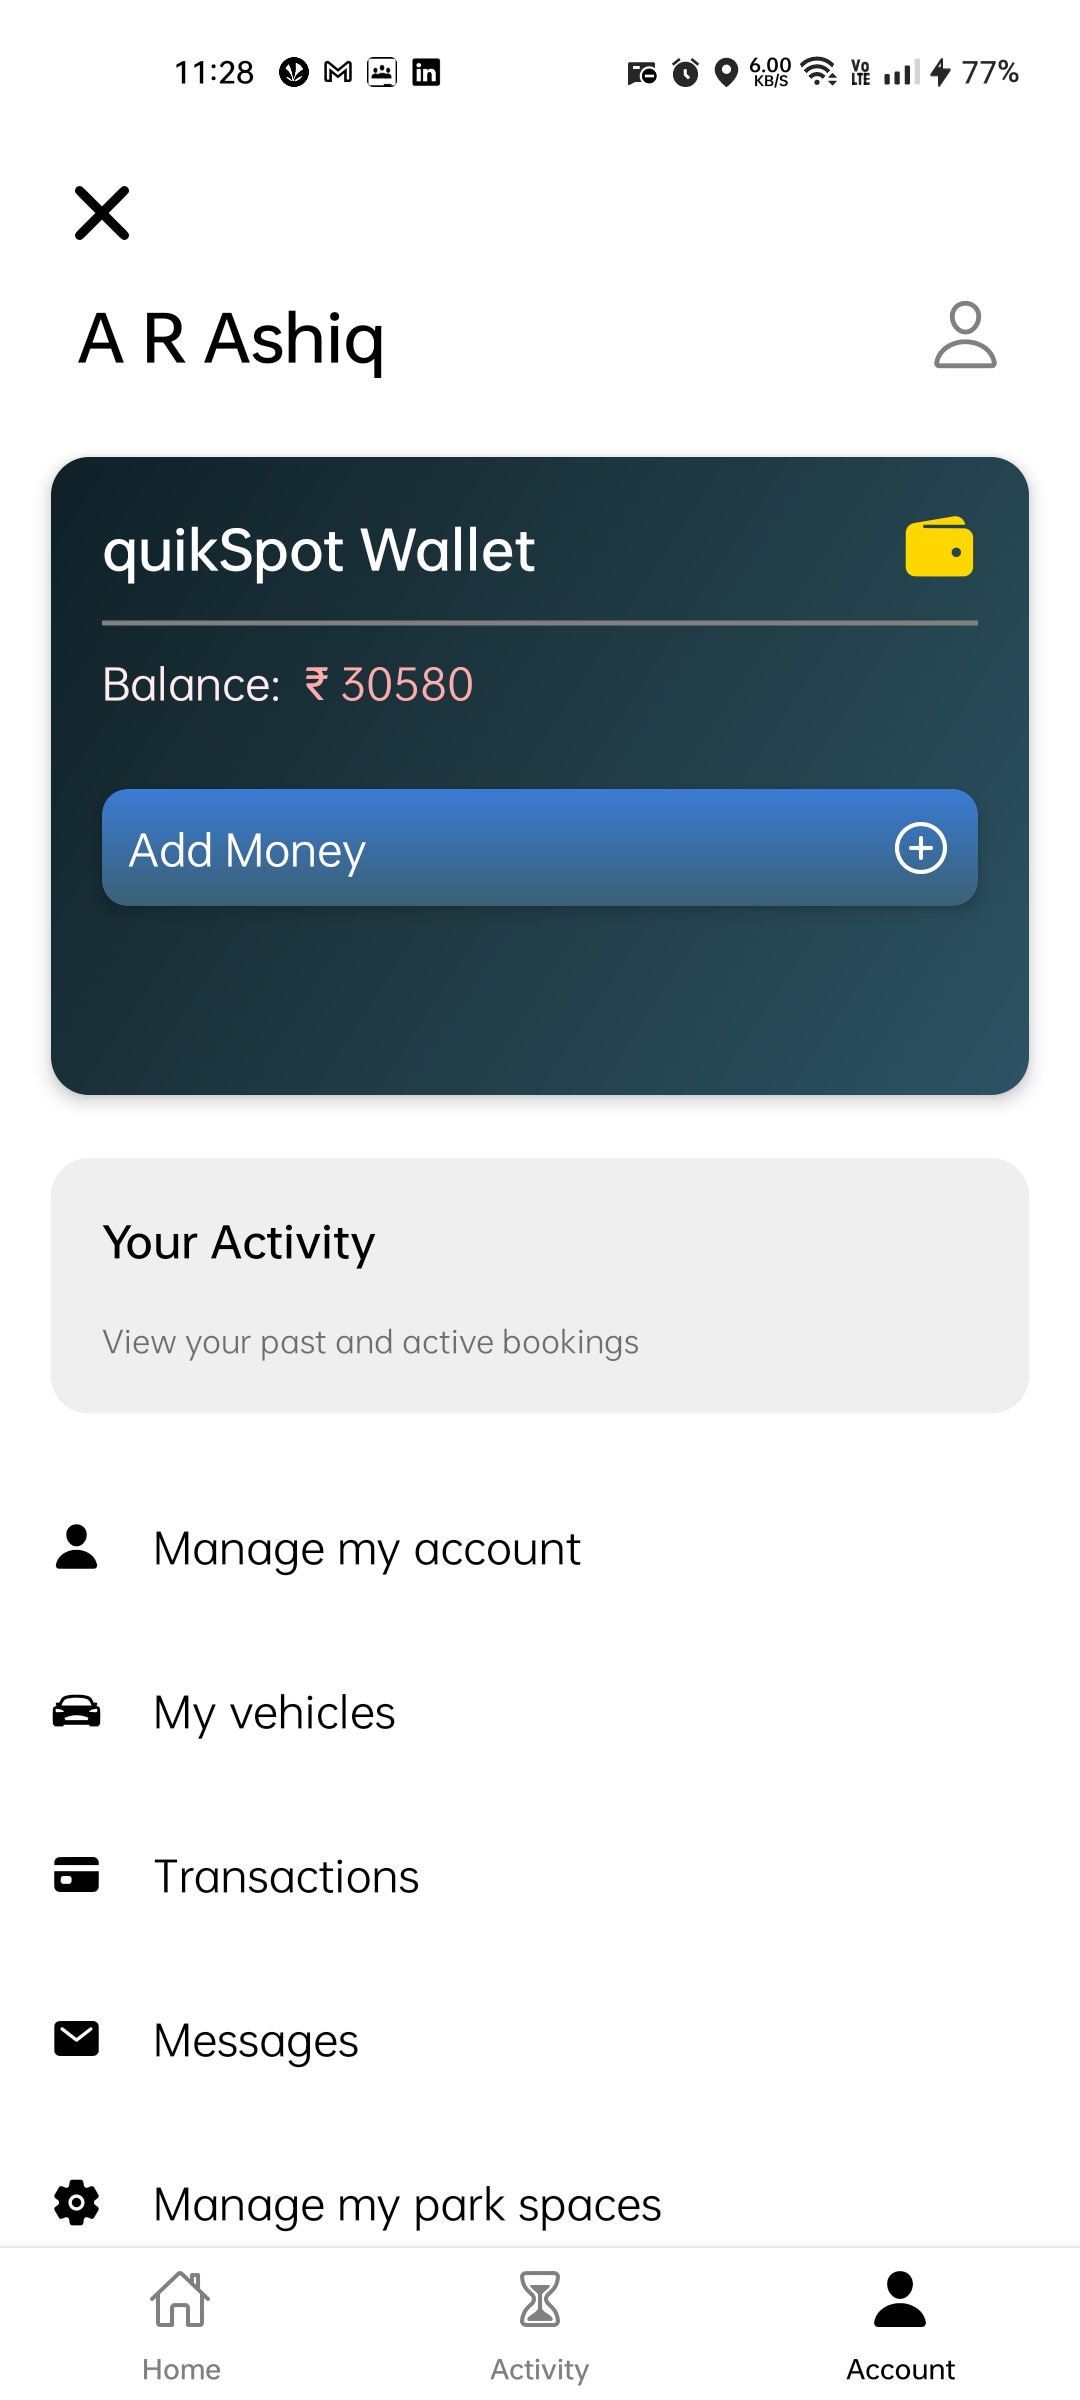 11:28 6.00 KB/S Vo LTE 77%
A R Ashiq
quikSpot Wallet
Balance: ₹ 30580
Add Money
Your Activity
View your past and active bookings
Manage my account
My vehicles
Transactions
Messages
Manage my park spaces
Home Activity Account